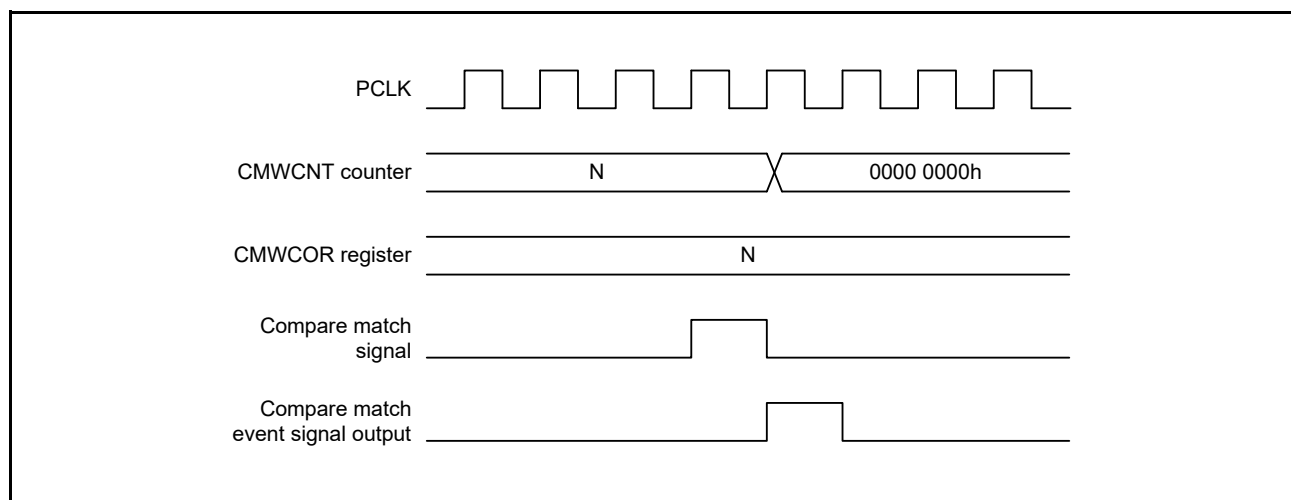 PCLK
CMWCNT counter
N
0000 0000h
CMWCOR register
N
Compare match
signal
Compare match
event signal output